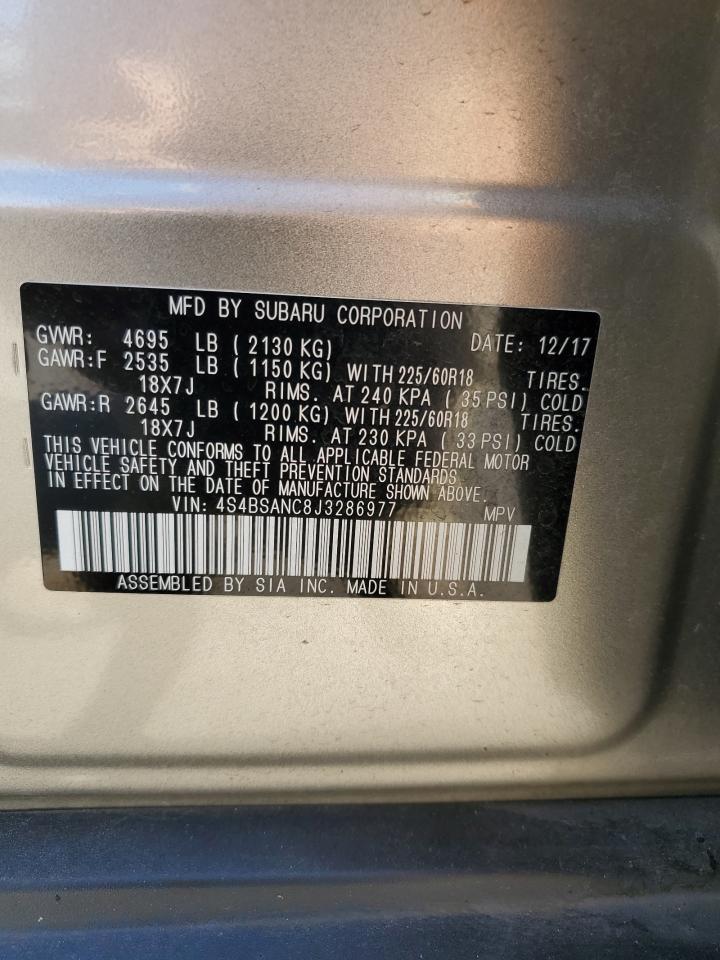 MFD BY SUBARU CORPORATION
GVWR: 4695 LB ( 2130 KG) DATE: 12/17
GAWR:F 2535 LB ( 1150 KG) WITH 225/60R18 TIRES.
18X7J RIMS. AT 240 KPA ( 35 PSI) COLD
GAWR:R 2645 LB ( 1200 KG) WITH 225/60R18 TIRES.
18X7J RIMS. AT 230 KPA ( 33 PSI) COLD
THIS VEHICLE CONFORMS TO ALL APPLICABLE FEDERAL MOTOR
VEHICLE SAFETY AND THEFT PREVENTION STANDARDS
IN EFFECT ON THE DATE OF MANUFACTURE SHOWN ABOVE.
VIN: 4S4BSANC8J3286977 MPV
ASSEMBLED BY SIA INC. MADE IN U.S.A.